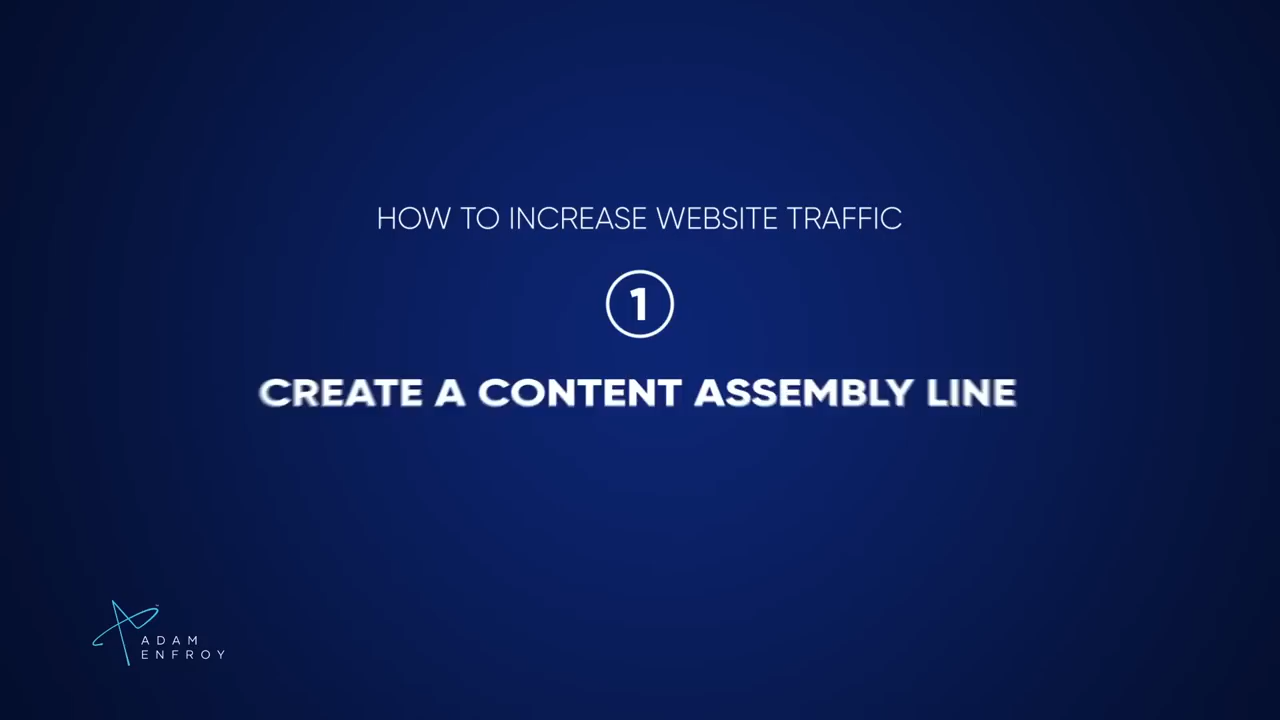 HOW TO INCREASE WEBSITE TRAFFIC
1
CREATE A CONTENT ASSEMBLY LINE
ADAM
ENFROY